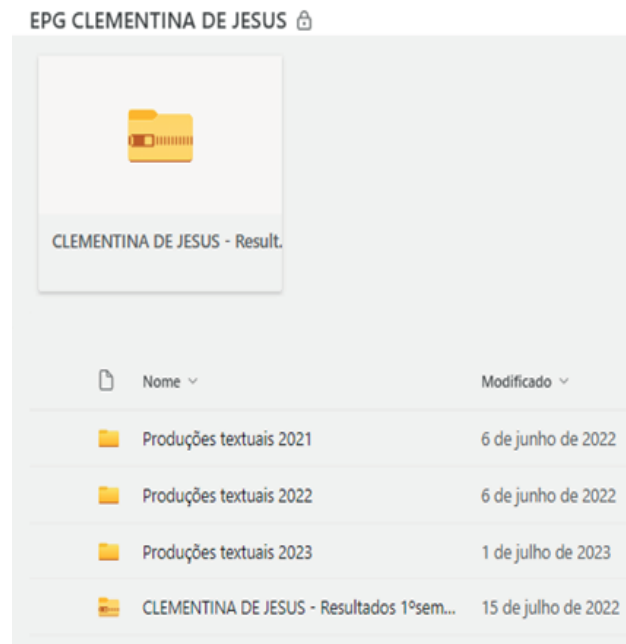 EPG CLEMENTINA DE JESUS
CLEMENTINA DE JESUS - Result.
Nome Modificado
Produções textuais 2021 6 de junho de 2022
Produções textuais 2022 6 de junho de 2022
Produções textuais 2023 1 de julho de 2023
CLEMENTINA DE JESUS - Resultados 1ºsem... 15 de julho de 2022